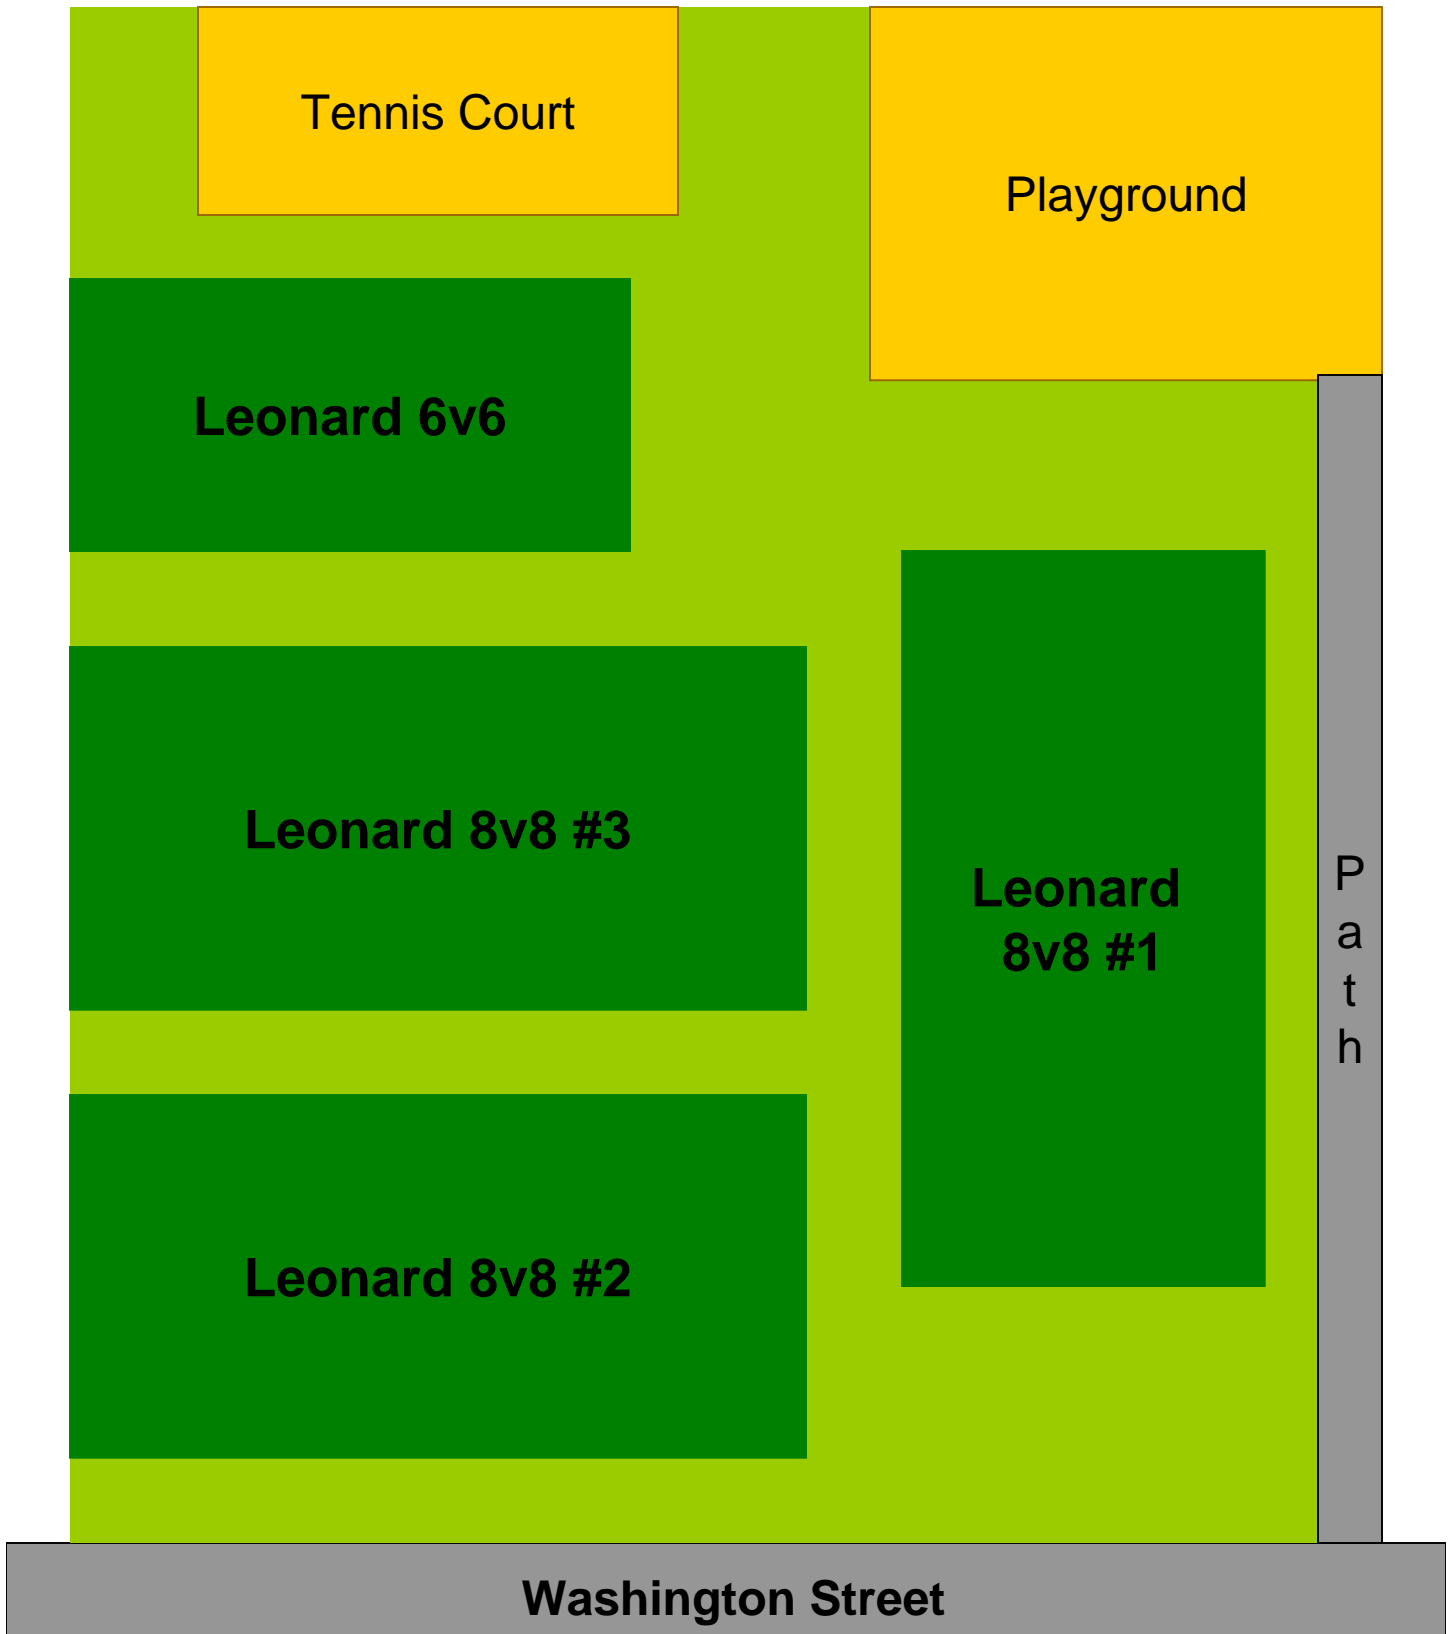 Tennis Court
Playground
Leonard 6v6
Leonard 8v8 #3
Leonard
8v8 #1
P
a
t
h
Leonard 8v8 #2
Washington Street